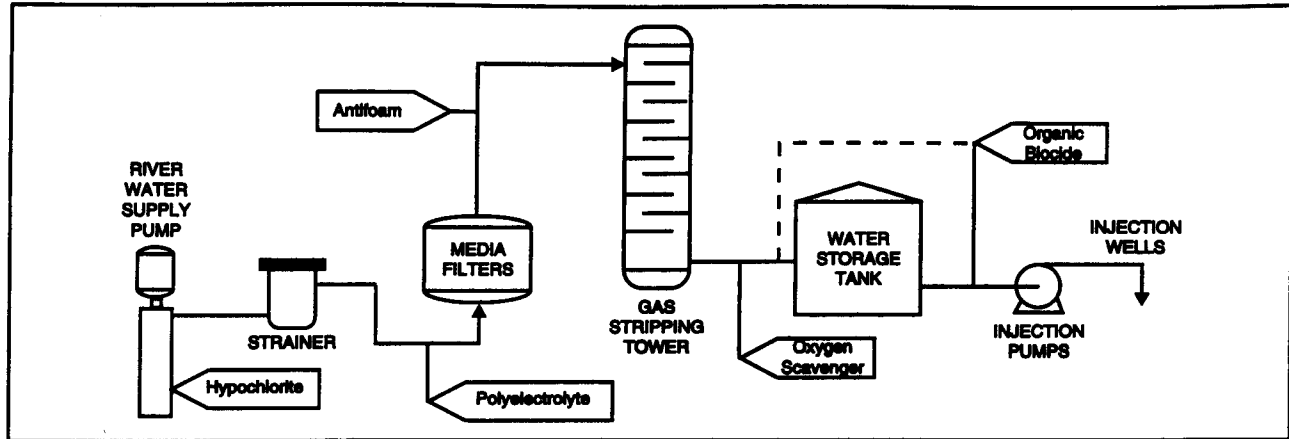 Antifoam
Organic
Biocide
RIVER
WATER
SUPPLY
PUMP
MEDIA
FILTERS
WATER
STORAGE
TANK
INJECTION
WELLS
STRAINER
GAS
STRIPPING
TOWER
INJECTION
PUMPS
Oxygen
Scavenger
Hypochlorite
Polyelectrolyte